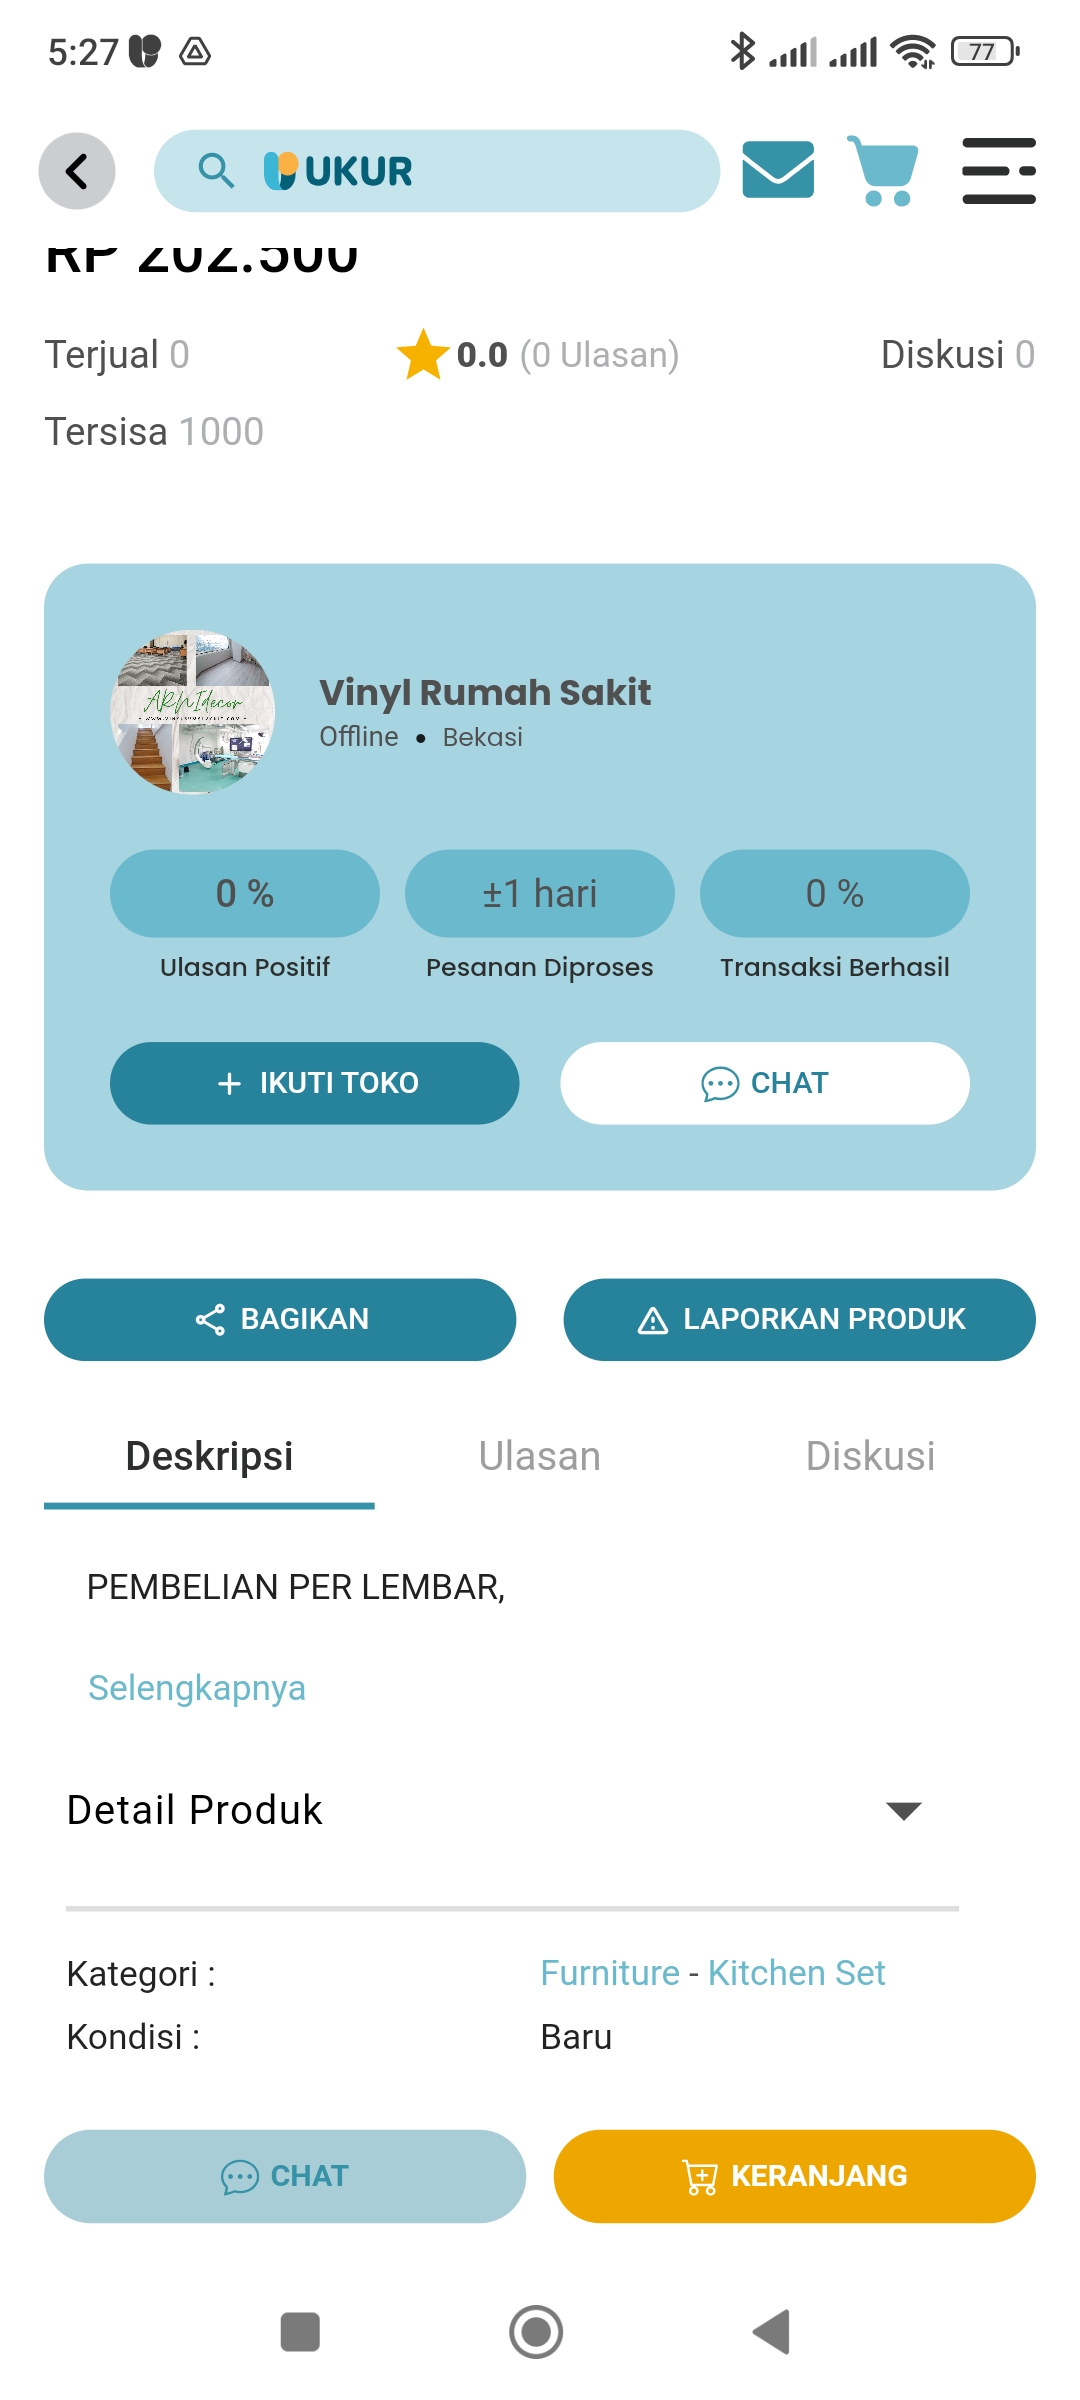 5:27
77
UKUR
RP 202.500
Terjual 0
0.0 (0 Ulasan)
Diskusi 0
Tersisa 1000
ARNIdecor
Vinyl Rumah Sakit
Offline • Bekasi
0 %
±1 hari
0 %
Ulasan Positif
Pesanan Diproses
Transaksi Berhasil
+ IKUTI TOKO
CHAT
BAGIKAN
LAPORKAN PRODUK
Deskripsi
Ulasan
Diskusi
PEMBELIAN PER LEMBAR,
Selengkapnya
Detail Produk
Kategori :
Furniture - Kitchen Set
Kondisi :
Baru
CHAT
KERANJANG